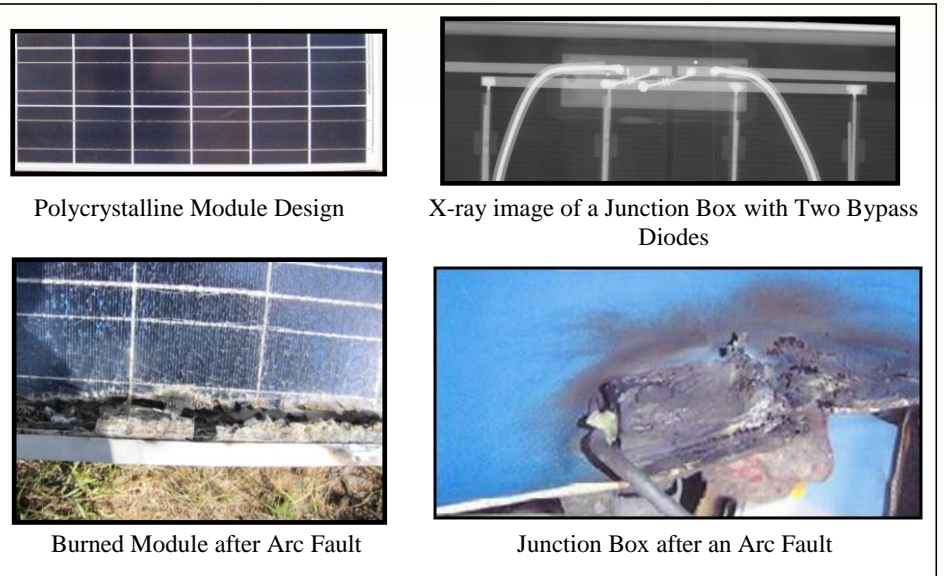 Polycrystalline Module Design
X-ray image of a Junction Box with Two Bypass
Diodes
Burned Module after Arc Fault
Junction Box after an Arc Fault